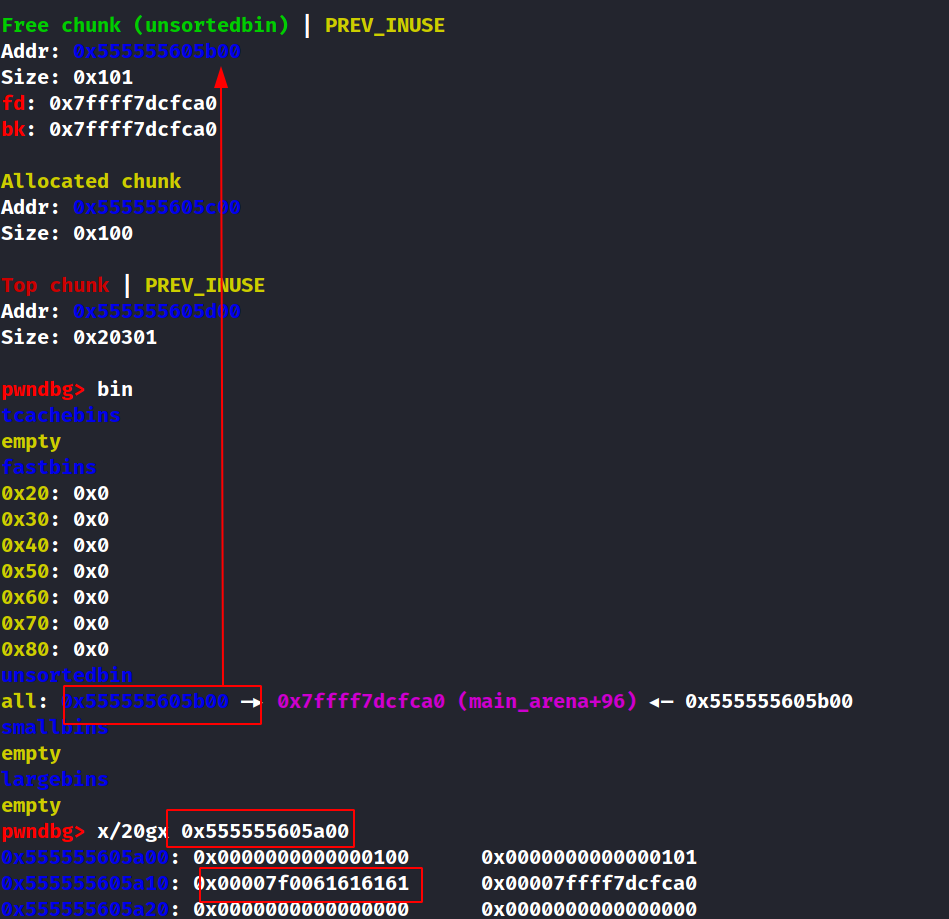 Free chunk (unsortedbin) | PREV_INUSE
Addr: 0x555555605b00
Size: 0x101
fd: 0x7ffff7dcfca0
bk: 0x7ffff7dcfca0
Allocated chunk
Addr: 0x555555605c00
Size: 0x100
Top chunk | PREV_INUSE
Addr: 0x555555605d00
Size: 0x20301
pwndbg> bin
tcachebins
empty
fastbins
0x20: 0x0
0x30: 0x0
0x40: 0x0
0x50: 0x0
0x60: 0x0
0x70: 0x0
0x80: 0x0
unsortedbin
all: 0x555555605b00 —▸ 0x7ffff7dcfca0 (main_arena+96) ◂— 0x555555605b00
smallbins
empty
largebins
empty
pwndbg> x/20gx 0x555555605a00
0x555555605a00: 0x0000000000000100 0x0000000000000101
0x555555605a10: 0x00007f0061616161 0x00007ffff7dcfca0
0x555555605a20: 0x0000000000000000 0x0000000000000000